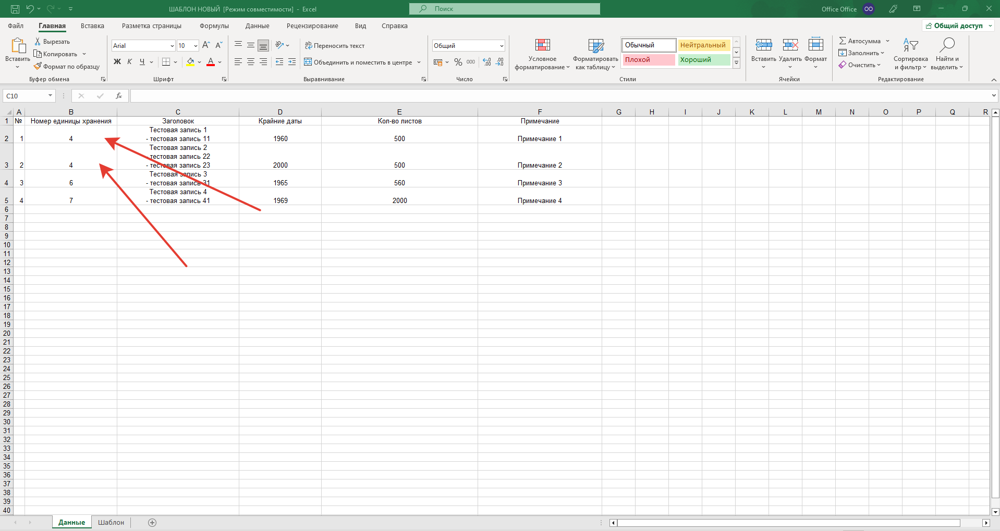 ШАБЛОН НОВЫЙ [Режим совместимости] - Excel
Поиск
Office Office
OO
Файл Главная Вставка Разметка страницы Формулы Данные Рецензирование Вид Справка
Общий доступ
Вставить
Вырезать
Копировать
Формат по образцу
Буфер обмена
Arial 10
Ж К Ч
Шрифт
Переносить текст
Объединить и поместить в центре
Выравнивание
Общий
% 000
Число
Условное форматирование
Форматировать как таблицу
Обычный Нейтральный
Плохой Хороший
Стили
Вставить Удалить Формат
Ячейки
Автосумма
Заполнить
Очистить
Сортировка и фильтр
Найти и выделить
Редактирование
C10
fx
A B C D E F G H I J K L M N O P Q R
1 № Номер единицы хранения Заголовок Крайние даты Кол-во листов Примечание
Тестовая запись 1
2 1 4 - тестовая запись 11 1960 500 Примечание 1
Тестовая запись 2
- тестовая запись 22
3 2 4 - тестовая запись 23 2000 500 Примечание 2
Тестовая запись 3
4 3 6 - тестовая запись 31 1965 560 Примечание 3
Тестовая запись 4
5 4 7 - тестовая запись 41 1969 2000 Примечание 4
6
7
8
9
10
11
12
13
14
15
16
17
18
19
20
21
22
23
24
25
26
27
28
29
30
31
32
33
34
35
36
37
38
39
40
Данные Шаблон